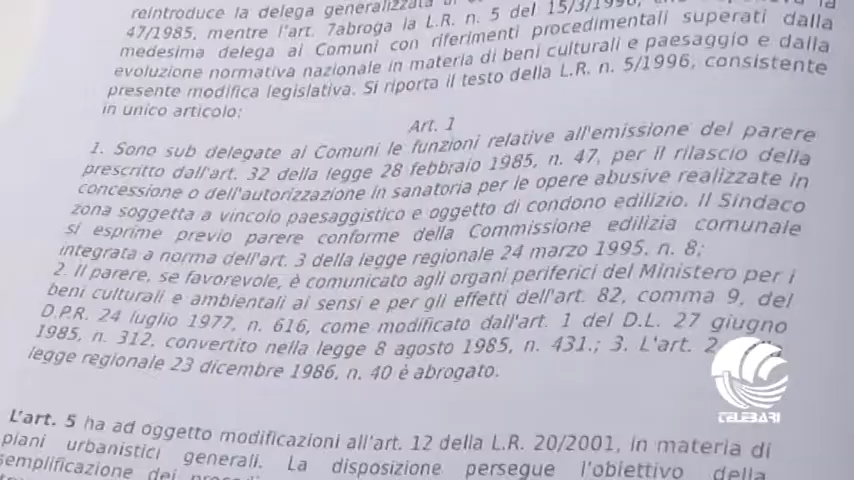 reintroduce la delega generalizzata
47/1985, mentre l'art. 7abroga la L.R. n. 5 del 15/3/1996,
medesima delega ai Comuni con riferimenti procedimentali superati dalla
evoluzione normativa nazionale in materia di beni culturali e paesaggio e dalla
presente modifica legislativa. Si riporta il testo della L.R. n. 5/1996, consistente
in unico articolo:
Art. 1
1. Sono sub delegate ai Comuni le funzioni relative all'emissione del parere
prescritto dall'art. 32 della legge 28 febbraio 1985, n. 47, per il rilascio della
concessione o dell'autorizzazione in sanatoria per le opere abusive realizzate in
zona soggetta a vincolo paesaggistico e oggetto di condono edilizio. Il Sindaco
si esprime previo parere conforme della Commissione edilizia comunale
integrata a norma dell'art. 3 della legge regionale 24 marzo 1995, n. 8;
2. Il parere, se favorevole, è comunicato agli organi periferici del Ministero per i
beni culturali e ambientali ai sensi e per gli effetti dell'art. 82, comma 9, del
D.P.R. 24 luglio 1977, n. 616, come modificato dall'art. 1 del D.L. 27 giugno
1985, n. 312, convertito nella legge 8 agosto 1985, n. 431.; 3. L'art. 2
legge regionale 23 dicembre 1986, n. 40 è abrogato.
TELEBARI
L'art. 5 ha ad oggetto modificazioni all'art. 12 della L.R. 20/2001, in materia di
piani urbanistici generali. La disposizione persegue l'obiettivo della
semplificazione dei